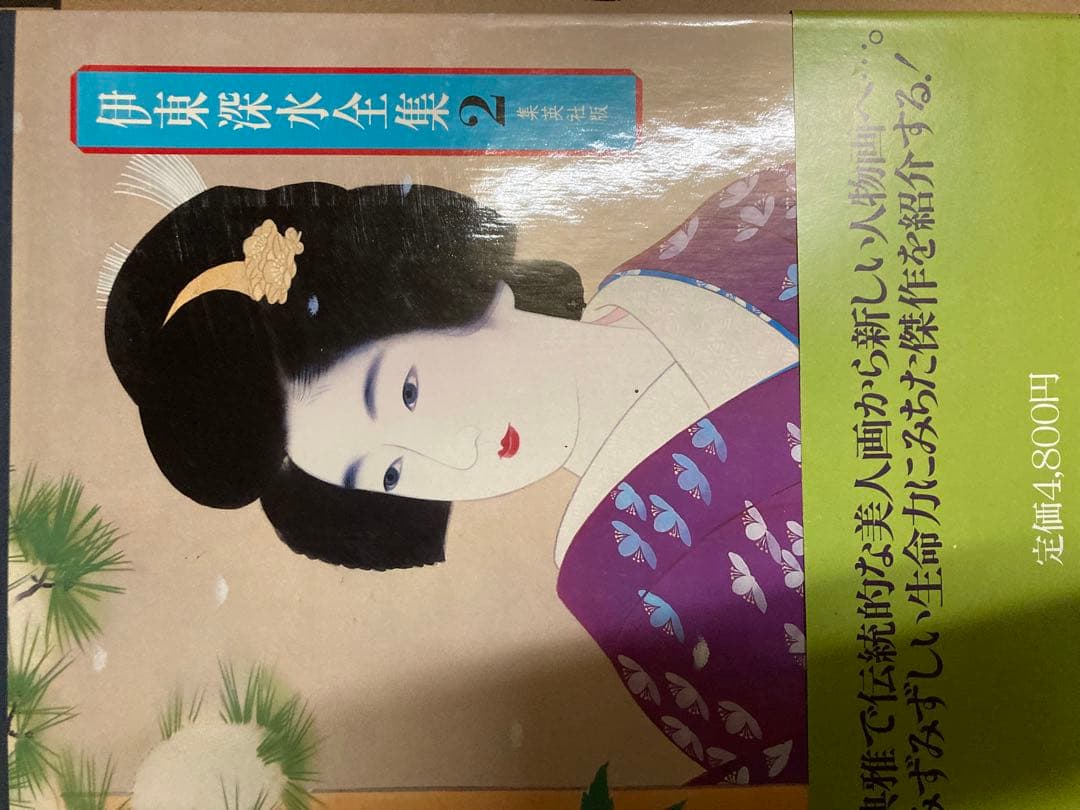 伊東深水全集2 集英社版
雅で伝統的な美人画から新しい人物画へ…。
ずみずしい生命力にみちた傑作を紹介する!
定価4,800円